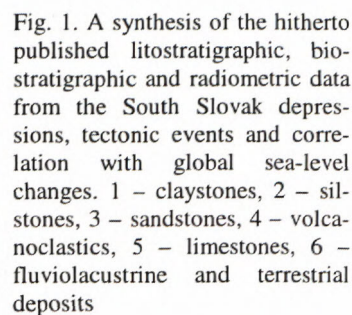 Fig. 1. A synthesis of the hitherto
published litostratigraphic, bio-
stratigraphic and radiometric data
from the South Slovak depres-
sions, tectonic events and corre-
lation with global sea-level
changes. 1 – claystones, 2 – sil-
stones, 3 – sandstones, 4 – volca-
noclastics, 5 – limestones, 6 –
fluviolacustrine and terrestrial
deposits